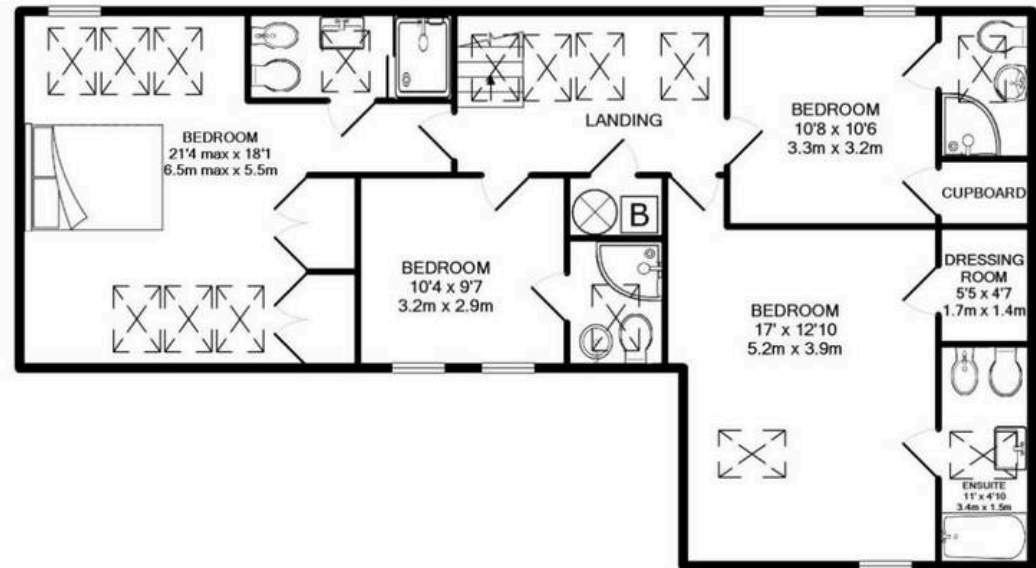 BEDROOM
21'4 max x 18'1
6.5m max x 5.5m
LANDING
BEDROOM
10'8 x 10'6
3.3m x 3.2m
CUPBOARD
B
BEDROOM
10'4 x 9'7
3.2m x 2.9m
BEDROOM
17' x 12'10
5.2m x 3.9m
DRESSING
ROOM
5'5 x 4'7
1.7m x 1.4m
ENSUITE
11' x 4'10
3.4m x 1.5m